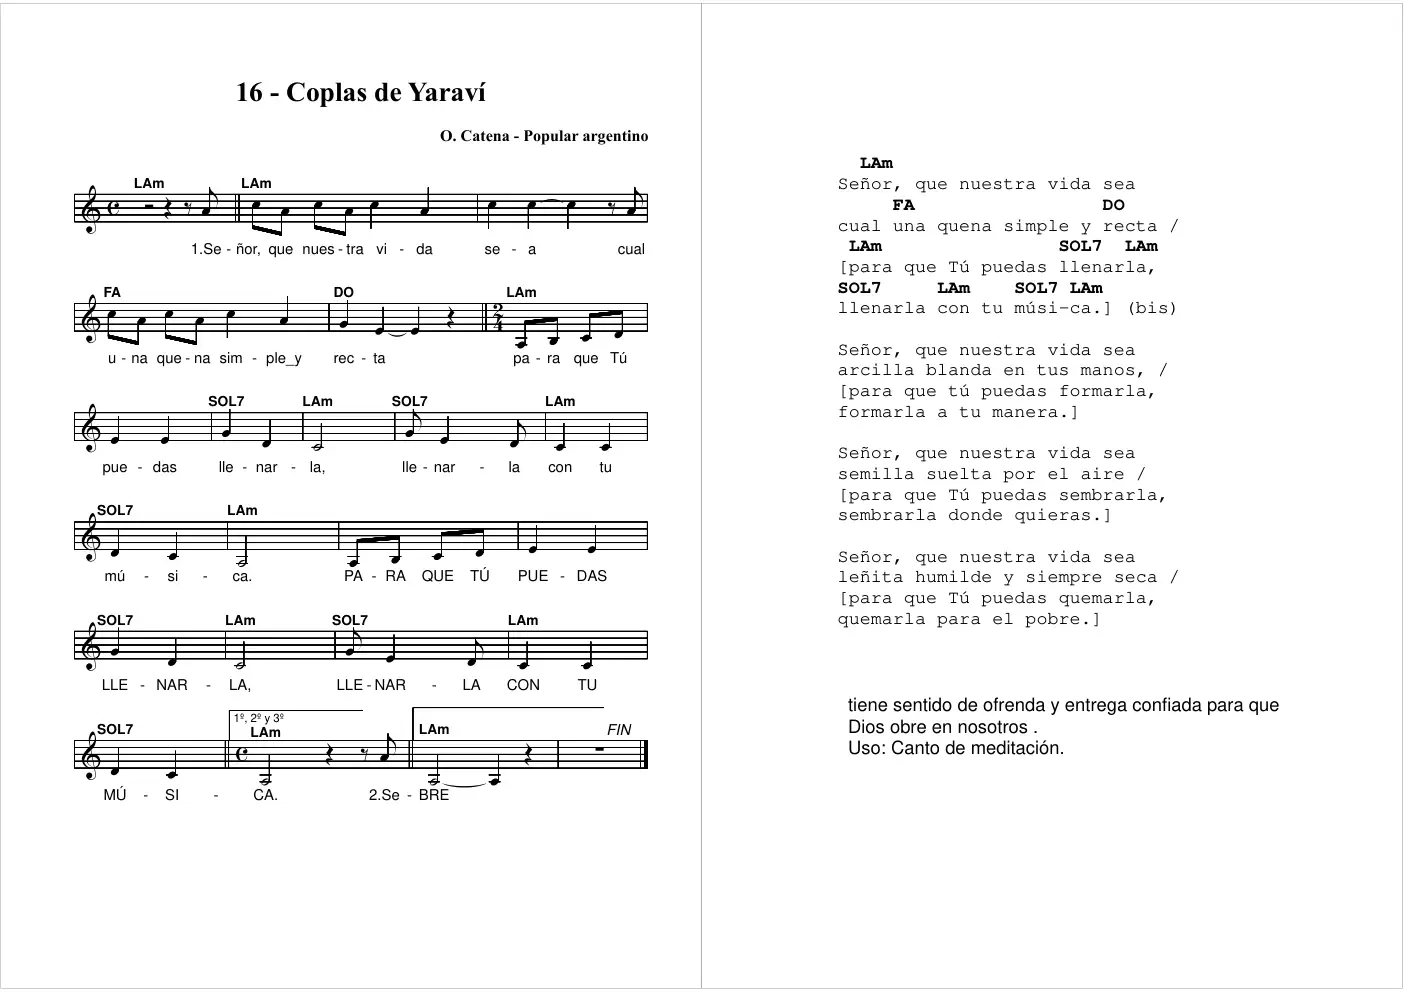 16 - Coplas de Yaraví
O. Catena - Popular argentino
LAm LAm
1.Se - ñor, que nues - tra vi - da se - a cual
FA DO LAm
2
4
u - na que - na sim - ple_y rec - ta pa - ra que Tú
SOL7 LAm SOL7 LAm
pue - das lle - nar - la, lle - nar - la con tu
SOL7 LAm
mú - si - ca. PA - RA QUE TÚ PUE - DAS
SOL7 LAm SOL7 LAm
LLE - NAR - LA, LLE - NAR - LA CON TU
1º, 2º y 3º
SOL7 LAm LAm FIN
MÚ - SI - CA. 2.Se - BRE
LAm
Señor, que nuestra vida sea
FA DO
cual una quena simple y recta /
LAm SOL7 LAm
[para que Tú puedas llenarla,
SOL7 LAm SOL7 LAm
llenarla con tu músi-ca.] (bis)
Señor, que nuestra vida sea
arcilla blanda en tus manos, /
[para que tú puedas formarla,
formarla a tu manera.]
Señor, que nuestra vida sea
semilla suelta por el aire /
[para que Tú puedas sembrarla,
sembrarla donde quieras.]
Señor, que nuestra vida sea
leñita humilde y siempre seca /
[para que Tú puedas quemarla,
quemarla para el pobre.]
tiene sentido de ofrenda y entrega confiada para que
Dios obre en nosotros .
Uso: Canto de meditación.